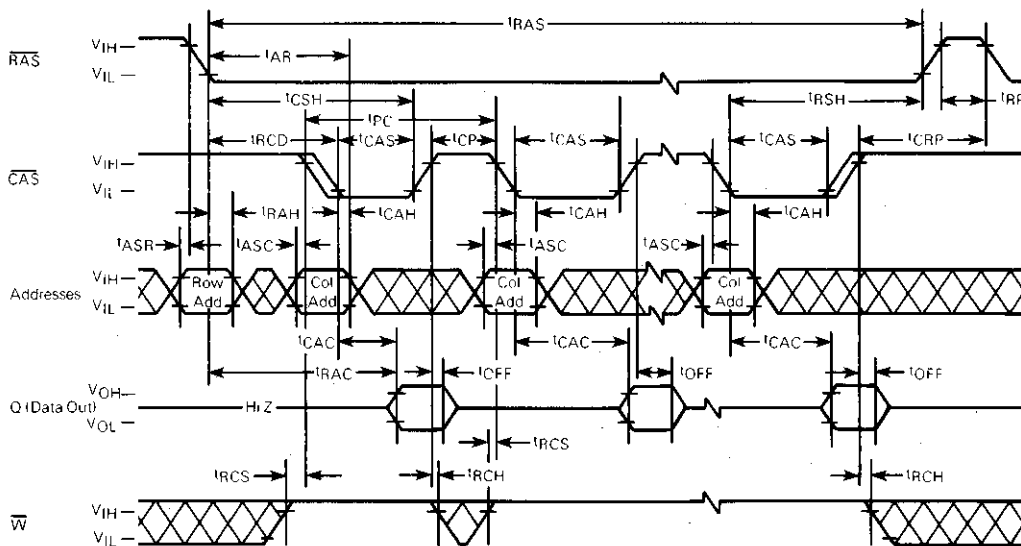 tRAS
RAS
VIH
VIL
tAR
tCSH
tRSH
tRP
tPC
tRCD
tCAS
tCP
tCAS
tCAS
tCRP
CAS
VIH
VIL
tRAH
tCAH
tCAH
tCAH
tASR
tASC
tASC
tASC
Addresses
VIH
VIL
Row Add
Col Add
Col Add
Col Add
tCAC
tCAC
tCAC
tRAC
tOFF
tOFF
tOFF
Q (Data Out)
VOH
VOL
Hi Z
tRCS
tRCS
tRCH
tRCH
W
VIH
VIL